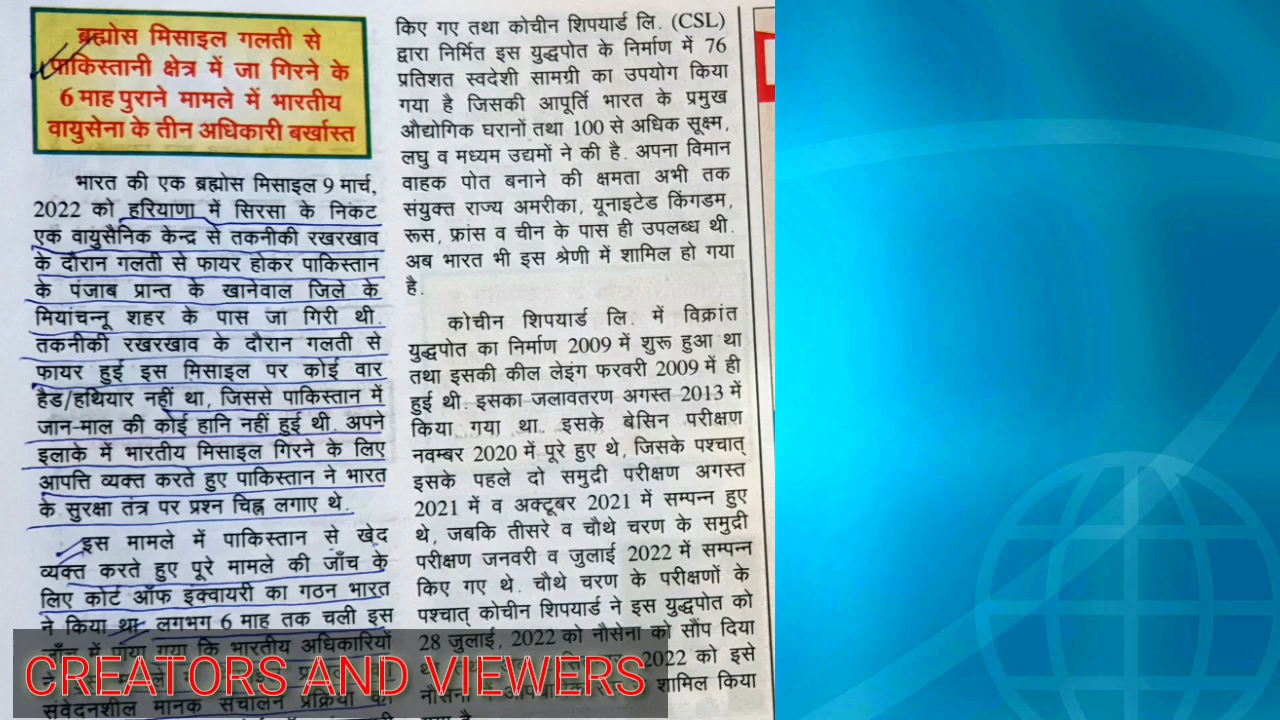 ब्रह्मोस मिसाइल गलती से
पाकिस्तानी क्षेत्र में जा गिरने के
6 माह पुराने मामले में भारतीय
वायुसेना के तीन अधिकारी बर्खास्त
भारत की एक ब्रह्मोस मिसाइल 9 मार्च,
2022 को हरियाणा में सिरसा के निकट
एक वायुसैनिक केन्द्र से तकनीकी रखरखाव
के दौरान गलती से फायर होकर पाकिस्तान
के पंजाब प्रान्त के खानेवाल जिले के
मियांचन्नू शहर के पास जा गिरी थी.
तकनीकी रखरखाव के दौरान गलती से
फायर हुई इस मिसाइल पर कोई वार
हैड/हथियार नहीं था, जिससे पाकिस्तान में
जान-माल की कोई हानि नहीं हुई थी. अपने
इलाके में भारतीय मिसाइल गिरने के लिए
आपत्ति व्यक्त करते हुए पाकिस्तान ने भारत
के सुरक्षा तंत्र पर प्रश्न चिह्न लगाए थे.
इस मामले में पाकिस्तान से खेद
व्यक्त करते हुए पूरे मामले की जाँच के
लिए कोर्ट ऑफ इंक्वायरी का गठन भारत
ने किया था. लगभग 6 माह तक चली इस
जाँच में पाया गया कि भारतीय अधिकारियों
संवेदनशील मानक संचालन प्रक्रिया का
किए गए तथा कोचीन शिपयार्ड लि. (CSL)
द्वारा निर्मित इस युद्धपोत के निर्माण में 76
प्रतिशत स्वदेशी सामग्री का उपयोग किया
गया है जिसकी आपूर्ति भारत के प्रमुख
औद्योगिक घरानों तथा 100 से अधिक सूक्ष्म,
लघु व मध्यम उद्यमों ने की है. अपना विमान
वाहक पोत बनाने की क्षमता अभी तक
संयुक्त राज्य अमरीका, यूनाइटेड किंगडम,
रूस, फ्रांस व चीन के पास ही उपलब्ध थी.
अब भारत भी इस श्रेणी में शामिल हो गया
है.
कोचीन शिपयार्ड लि. में विक्रांत
युद्धपोत का निर्माण 2009 में शुरू हुआ था
तथा इसकी कील लेइंग फरवरी 2009 में ही
हुई थी. इसका जलावतरण अगस्त 2013 में
किया गया था. इसके बेसिन परीक्षण
नवम्बर 2020 में पूरे हुए थे, जिसके पश्चात्
इसके पहले दो समुद्री परीक्षण अगस्त
2021 में व अक्टूबर 2021 में सम्पन्न हुए
थे, जबकि तीसरे व चौथे चरण के समुद्री
परीक्षण जनवरी व जुलाई 2022 में सम्पन्न
किए गए थे. चौथे चरण के परीक्षणों के
पश्चात् कोचीन शिपयार्ड ने इस युद्धपोत को
28 जुलाई, 2022 को नौसेना को सौंप दिया
2022 को इसे
नौसेना में शामिल किया
गया है.
CREATORS AND VIEWERS